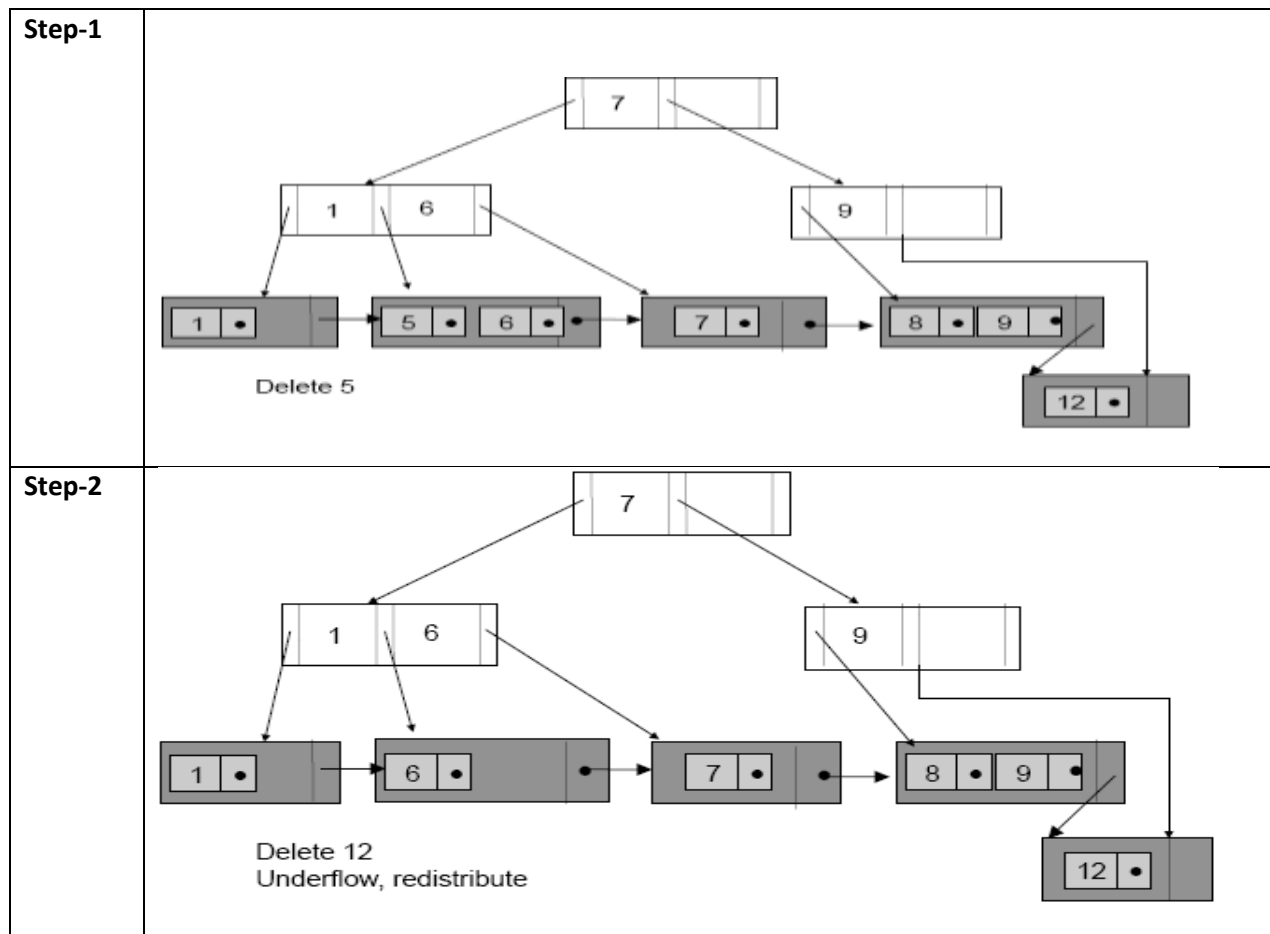 Step-1
7
1 6
9
1 5 6 7 8 9
Delete 5
12
Step-2
7
1 6
9
1 6 7 8 9
Delete 12
Underflow, redistribute
12